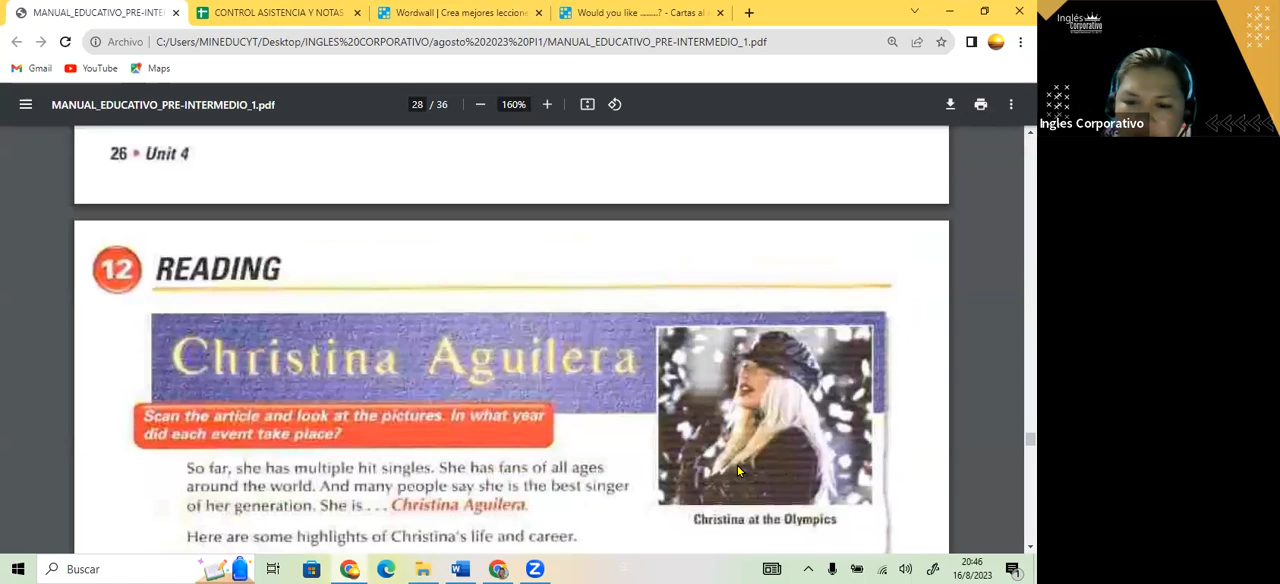 MANUAL_EDUCATIVO_PRE-INTER
CONTROL ASISTENCIA Y NOTAS
Wordwall | Crea mejores leccione
Would you like ........? - Cartas al
Archivo
C:/Users/MINEDUCYT/Desktop/INGLES%20CORPORATIVO/agosto%202023%20PI1/MANUAL_EDUCATIVO_PRE-INTERMEDIO_1.pdf
Gmail
YouTube
Maps
MANUAL_EDUCATIVO_PRE-INTERMEDIO_1.pdf
28 / 36
160%
26 • Unit 4
12 READING
Christina Aguilera
Scan the article and look at the pictures. In what year
did each event take place?
So far, she has multiple hit singles. She has fans of all ages
around the world. And many people say she is the best singer
of her generation. She is . . . Christina Aguilera.
Here are some highlights of Christina's life and career.
Christina at the Olympics
Inglés
Corporativo
Ingles Corporativo
Buscar
20:46
16/8/2023